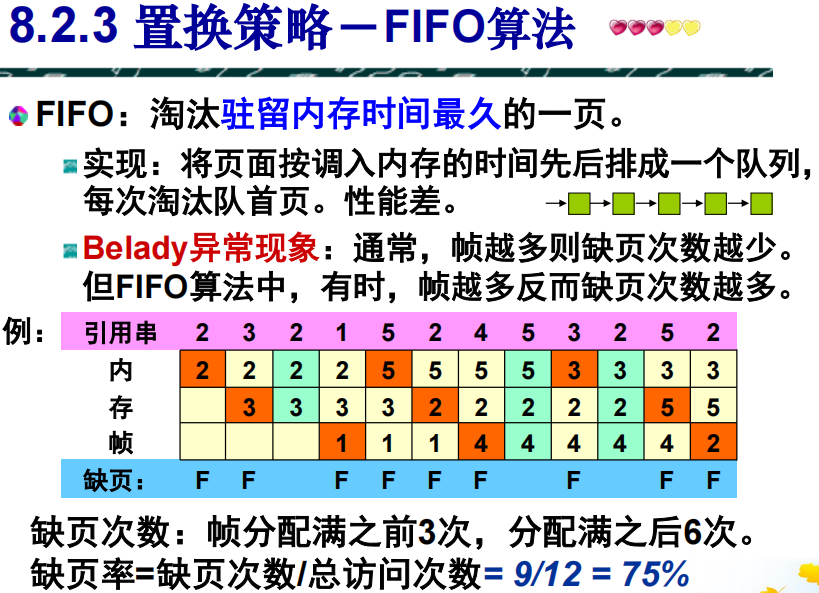 8.2.3 置换策略－FIFO算法
FIFO：淘汰驻留内存时间最久的一页。
实现：将页面按调入内存的时间先后排成一个队列，
每次淘汰队首页。性能差。
Belady异常现象：通常，帧越多则缺页次数越少。
但FIFO算法中，有时，帧越多反而缺页次数越多。
例： 引用串 2 3 2 1 5 2 4 5 3 2 5 2
内 2 2 2 2 5 5 5 5 3 3 3 3
存 3 3 3 3 2 2 2 2 2 5 5
帧 1 1 1 4 4 4 4 4 2
缺页： F F F F F F F F F
缺页次数：帧分配满之前3次，分配满之后6次。
缺页率=缺页次数/总访问次数= 9/12 = 75%